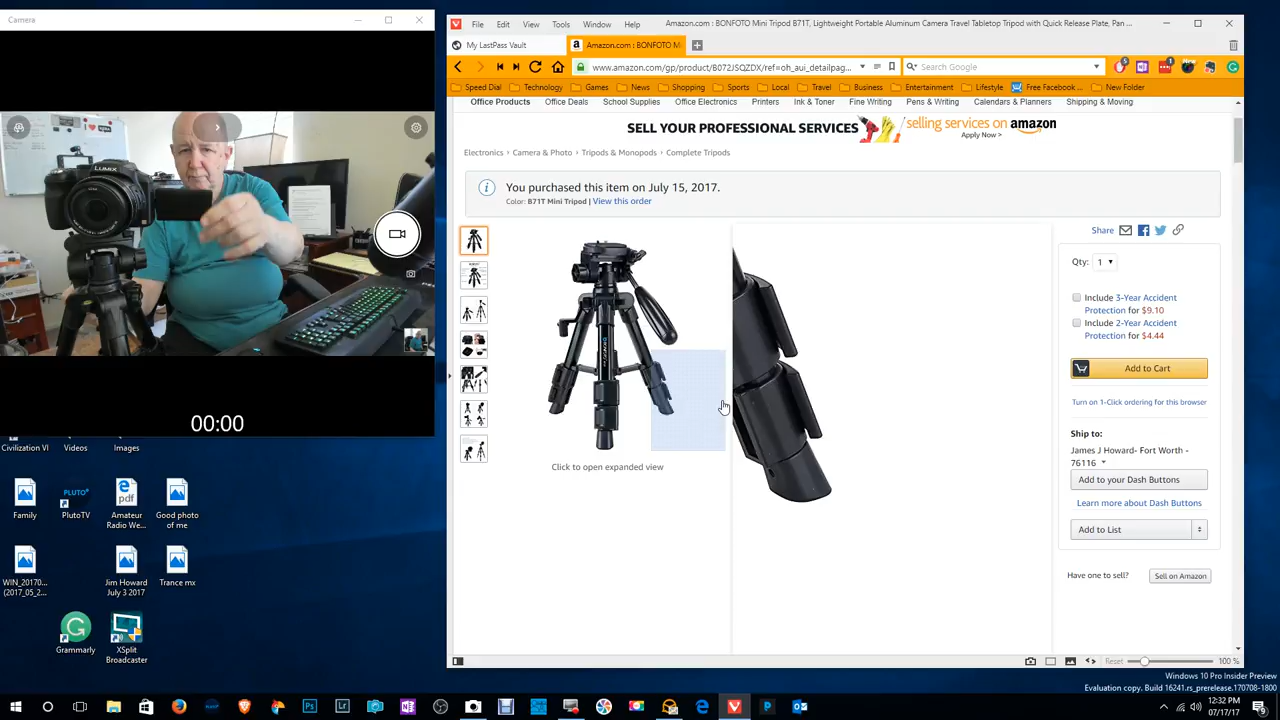 Camera
File Edit View Tools Window Help
Amazon.com: BONFOTO Mini Tripod B71T, Lightweight Portable Aluminum Camera Travel Tabletop Tripod with Quick Release Plate, Pan ...
My LastPass Vault
Amazon.com : BONFOTO M
www.amazon.com/gp/product/B072JSQZDX/ref=oh_aui_detailpag...
Search Google
Speed Dial Technology Games News Shopping Sports Local Travel Business Entertainment Lifestyle Free Facebook ... New Folder
Office Products Office Deals School Supplies Office Electronics Printers Ink & Toner Fine Writing Pens & Writing Calendars & Planners Shipping & Moving
SELL YOUR PROFESSIONAL SERVICES
selling services on amazon
Apply Now >
Electronics › Camera & Photo › Tripods & Monopods › Complete Tripods
You purchased this item on July 15, 2017.
Color: B71T Mini Tripod | View this order
LUMIX
Share
Qty: 1
Include 3-Year Accident
Protection for $9.10
Include 2-Year Accident
Protection for $4.44
Add to Cart
Turn on 1-Click ordering for this browser
Ship to:
James J Howard- Fort Worth -
76116
Add to your Dash Buttons
Learn more about Dash Buttons
Add to List
Have one to sell?
Sell on Amazon
Click to open expanded view
00:00
Civilization VI
Videos
Images
Family
PLUTO
PlutoTV
pdf
Amateur
Radio We...
Good photo
of me
WIN_20170...
(2017_05_2...
Jim Howard
July 3 2017
Trance mx
Grammarly
XSplit
Broadcaster
Reset
100 %
Windows 10 Pro Insider Preview
Evaluation copy. Build 16241.rs_prerelease.170708-1800
12:32 PM
07/17/17